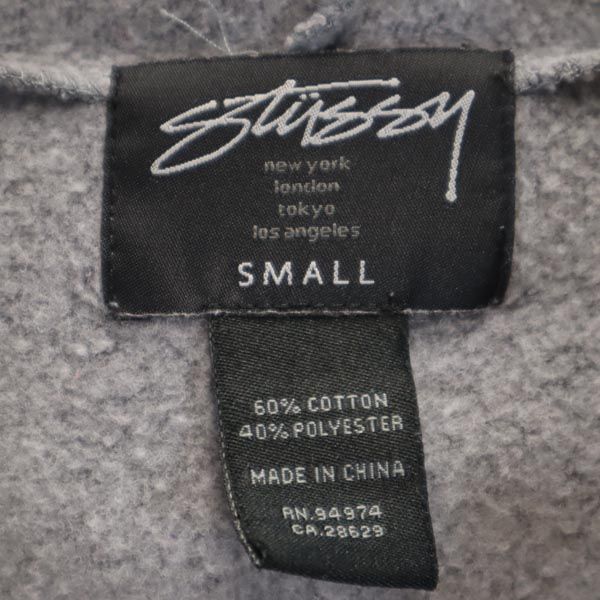 Stüssy
new york
london
tokyo
los angeles
SMALL
60% COTTON
40% POLYESTER
MADE IN CHINA
RN.94974
CA.28629